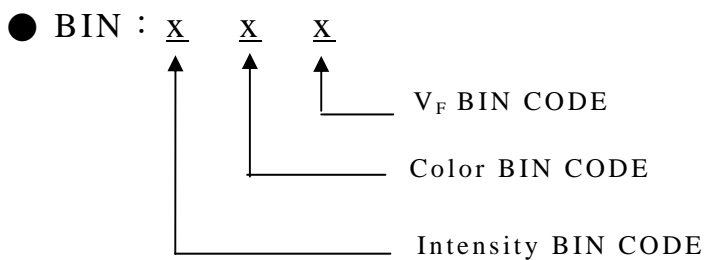 ● BIN：x x x
V_F BIN CODE
Color BIN CODE
Intensity BIN CODE